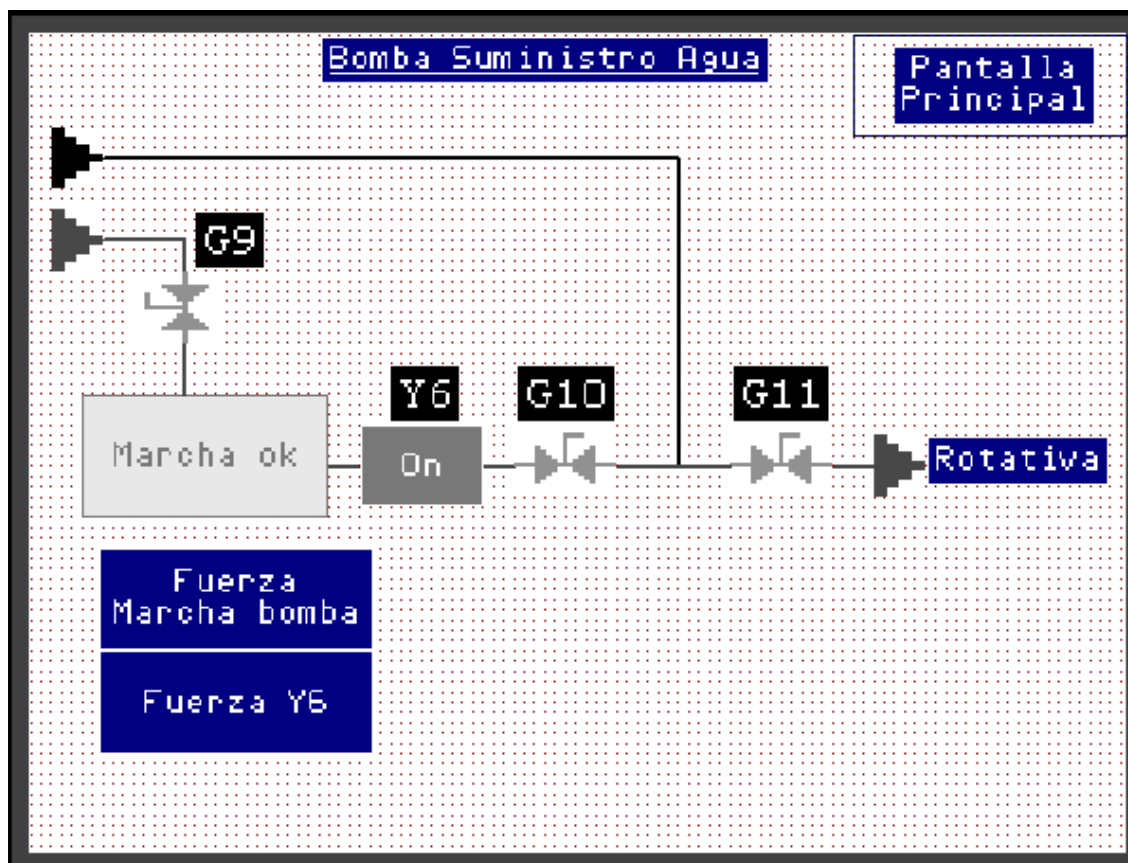 Bomba Suministro Agua
Pantalla
Principal
G9
Y6
G10
G11
Marcha ok
On
Rotativa
Fuerza
Marcha bomba
Fuerza Y6